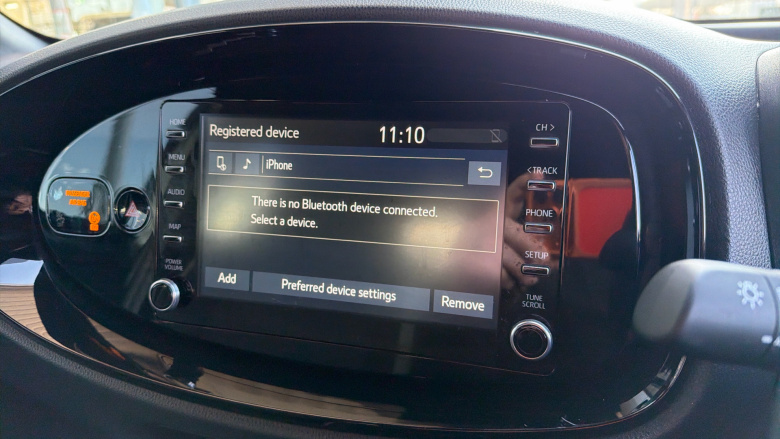 Registered device
11:10
iPhone
There is no Bluetooth device connected.
Select a device.
Add
Preferred device settings
Remove
HOME
MENU
AUDIO
MAP
POWER
VOLUME
CH >
< TRACK
PHONE
SETUP
TUNE
SCROLL